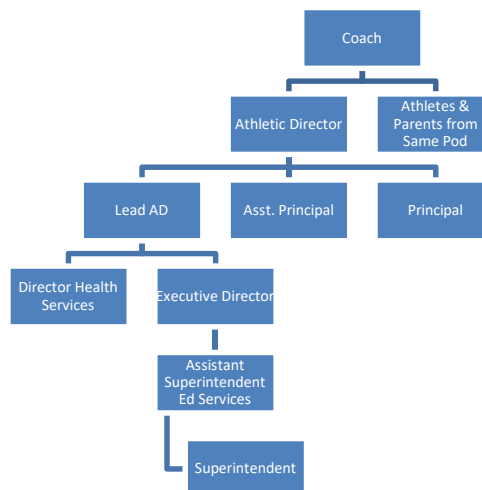 Coach
Athletic Director
Athletes &
Parents from
Same Pod
Lead AD
Asst. Principal
Principal
Director Health
Services
Executive Director
Assistant
Superintendent
Ed Services
Superintendent